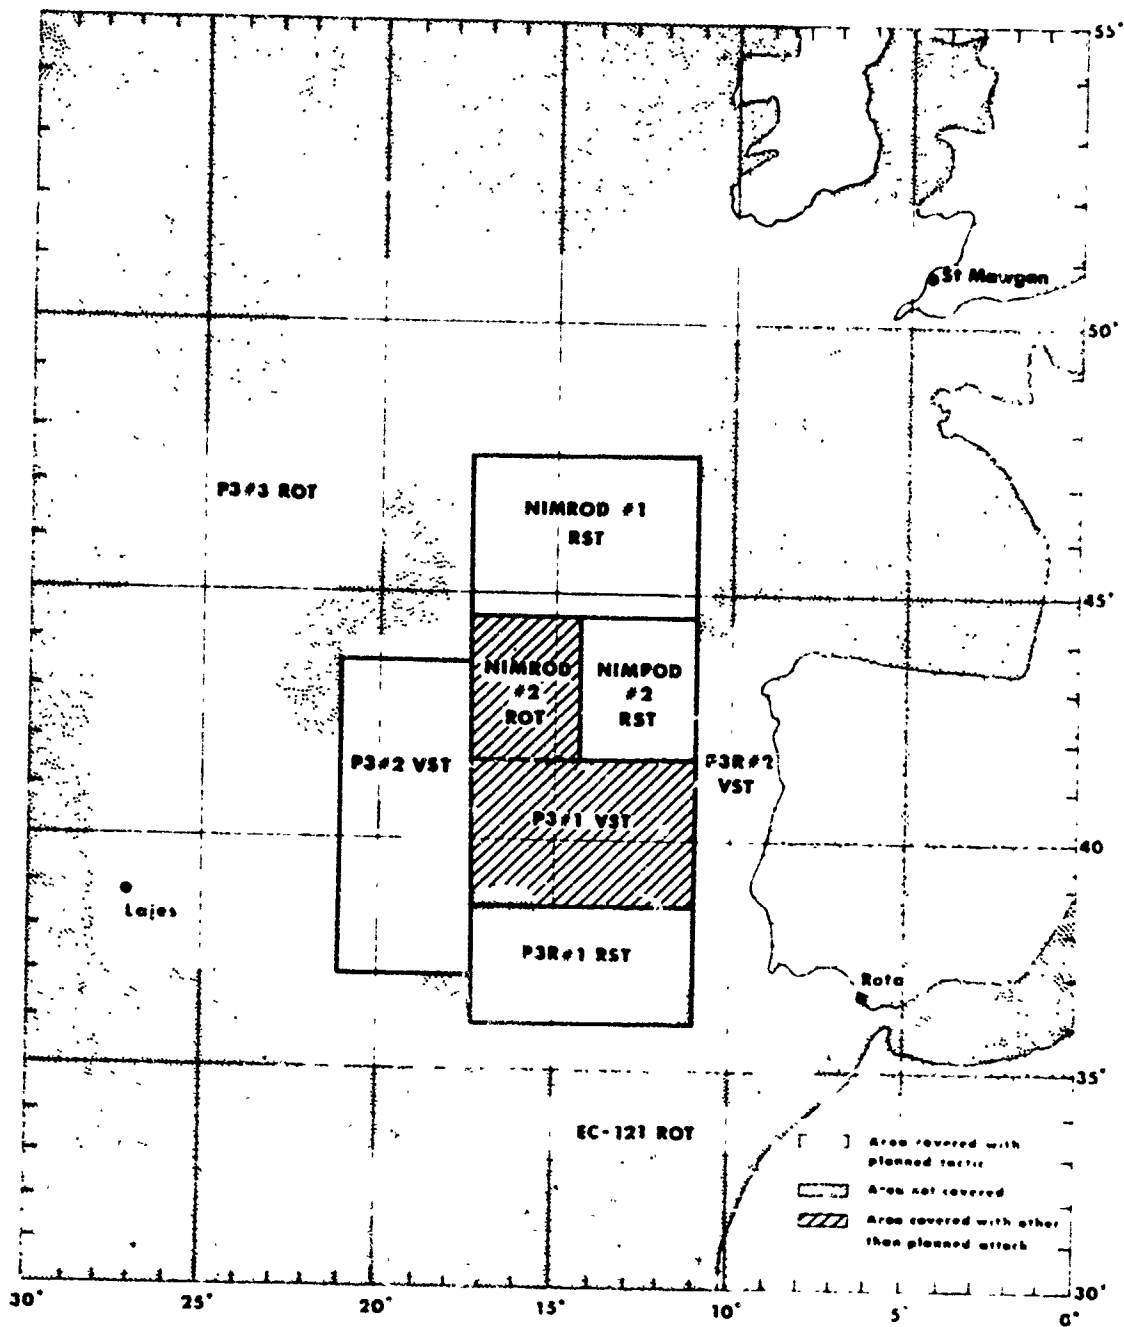 55°
St Mawgan
50°
P3#3 ROT
NIMROD #1
RST
45°
NIMROD
#2
ROT
NIMPOD
#2
RST
P3#2 VST
P3R#2
VST
P3#1 VST
40
Lajes
P3R#1 RST
Rota
35°
EC-121 ROT
Area covered with
planned tactic
Area not covered
Area covered with other
than planned attack
30°
30°
20°
15°
10°
5°
0°